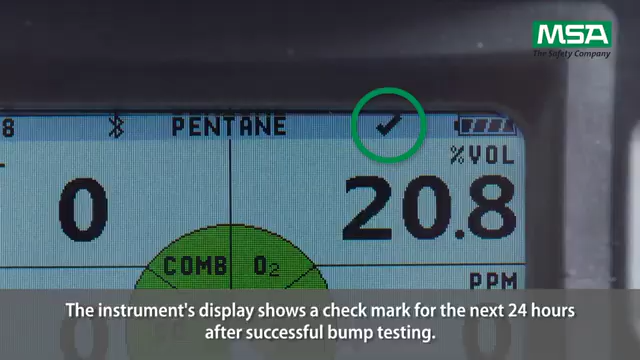 MSA
The Safety Company
8 PENTANE
%VOL
0 20.8
COMB O2
PPM
The instrument's display shows a check mark for the next 24 hours
after successful bump testing.